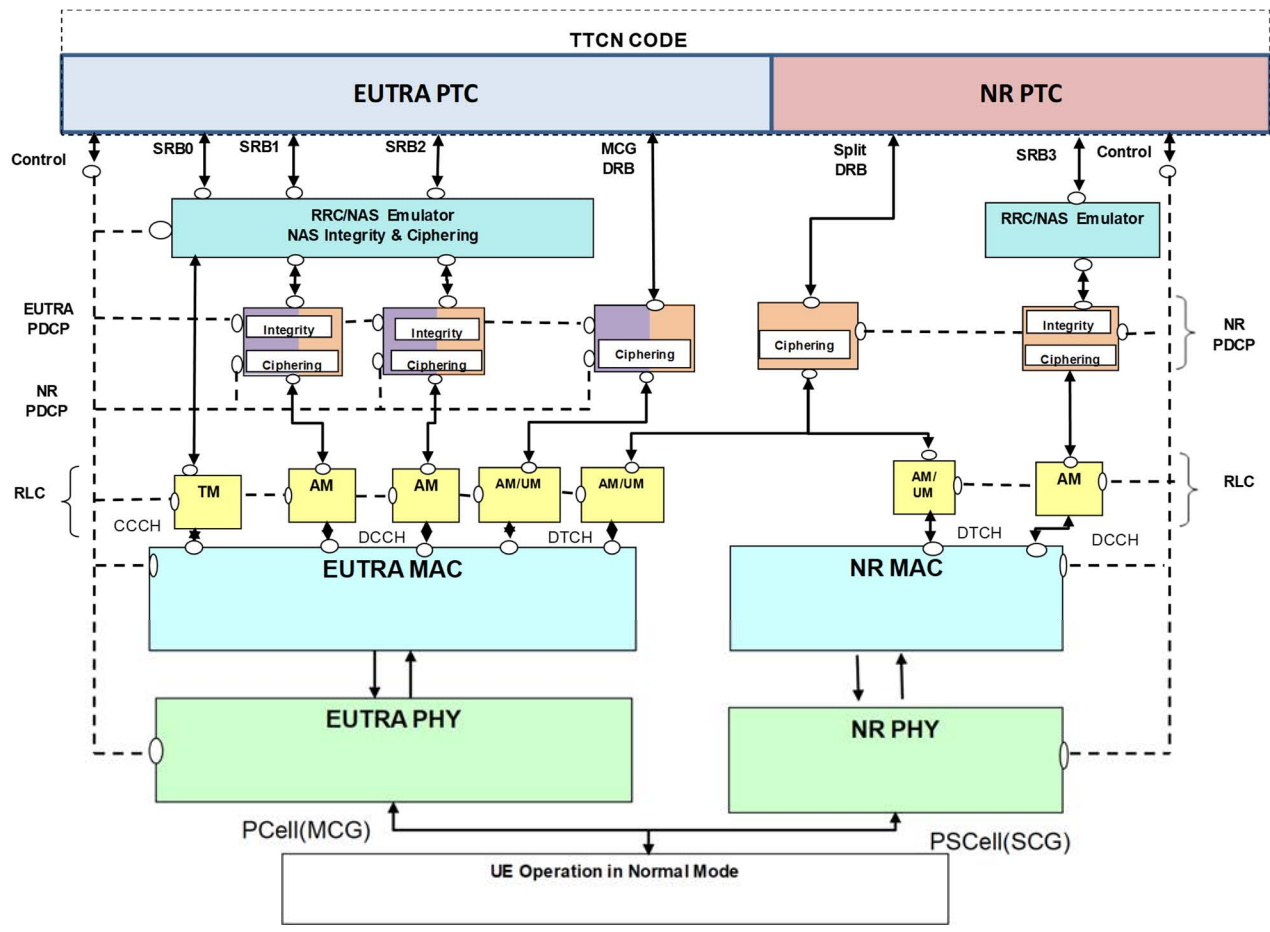 TTCN CODE
EUTRA PTC
NR PTC
Control
SRB0
SRB1
SRB2
MCG
DRB
Split
DRB
SRB3
Control
RRC/NAS Emulator
NAS Integrity & Ciphering
RRC/NAS Emulator
EUTRA
PDCP
Integrity
Ciphering
Integrity
Ciphering
Ciphering
Ciphering
Integrity
Ciphering
NR
PDCP
NR
PDCP
RLC
TM
AM
AM
AM/UM
AM/UM
AM/
UM
AM
RLC
CCCH
DCCH
DTCH
DTCH
DCCH
EUTRA MAC
NR MAC
EUTRA PHY
NR PHY
PCell(MCG)
PSCell(SCG)
UE Operation in Normal Mode